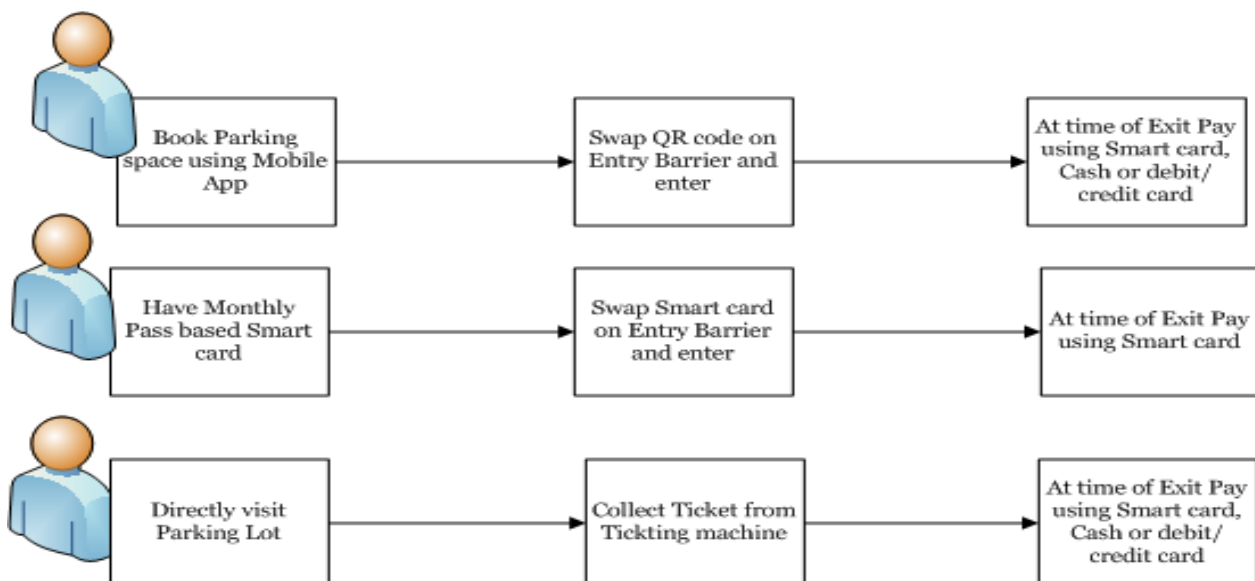 Book Parking
space using Mobile
App
Swap QR code on
Entry Barrier and
enter
At time of Exit Pay
using Smart card,
Cash or debit/
credit card
Have Monthly
Pass based Smart
card
Swap Smart card
on Entry Barrier
and enter
At time of Exit Pay
using Smart card
Directly visit
Parking Lot
Collect Ticket from
Tickting machine
At time of Exit Pay
using Smart card,
Cash or debit/
credit card